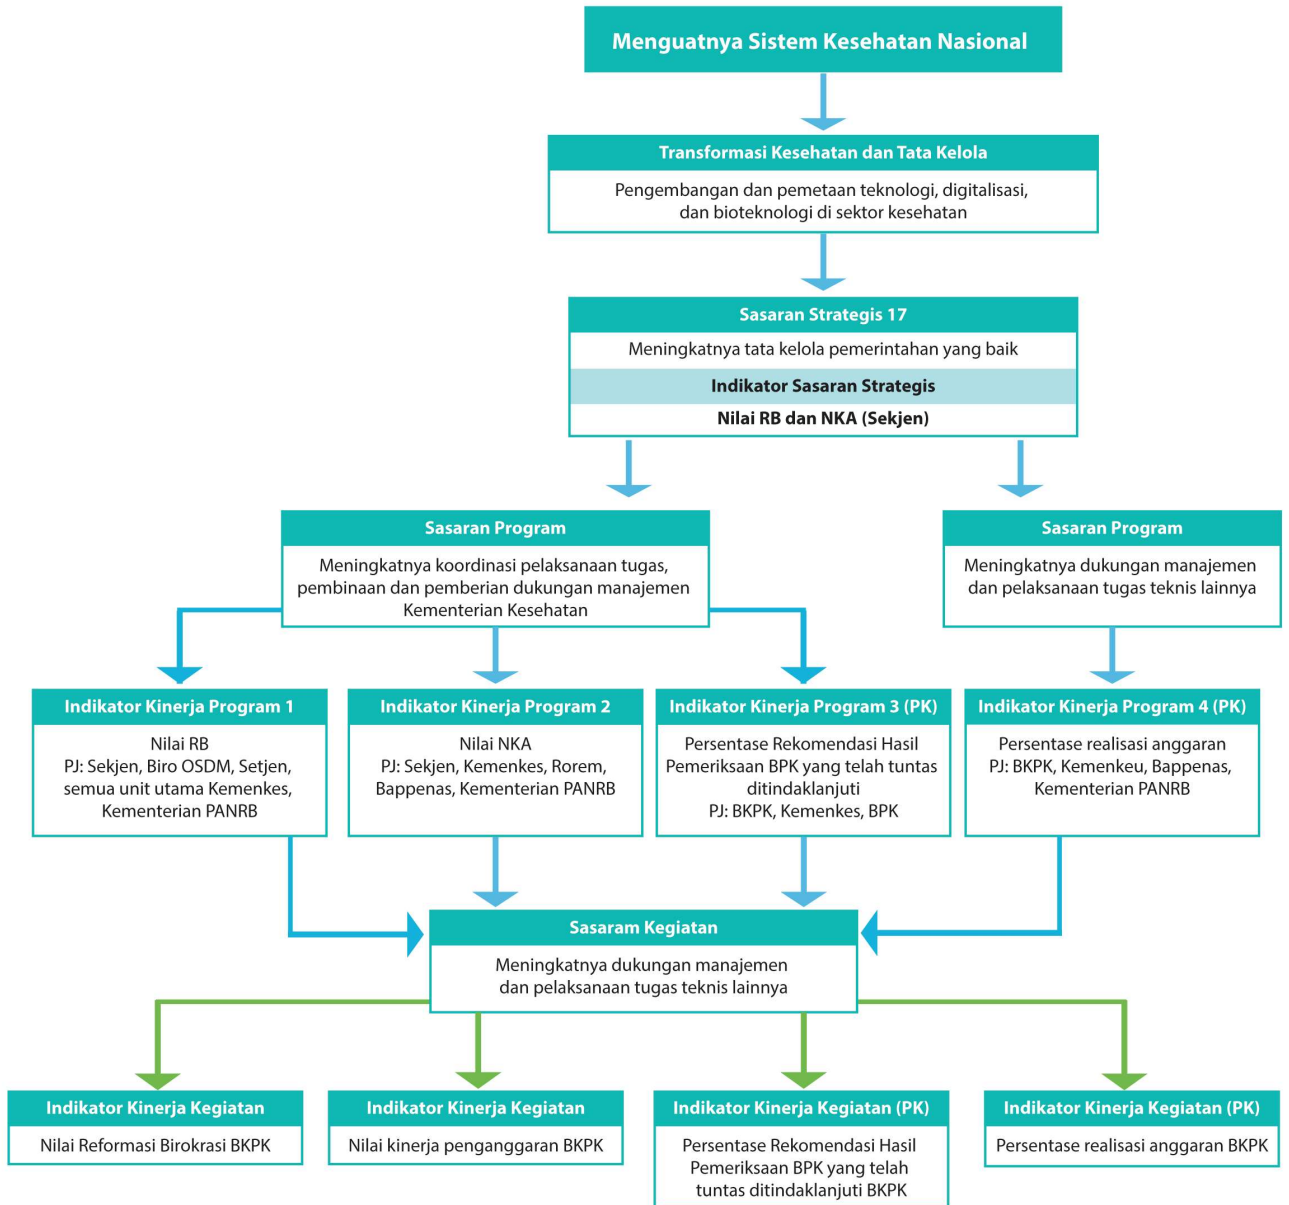 Menguatnya Sistem Kesehatan Nasional
Transformasi Kesehatan dan Tata Kelola
Pengembangan dan pemetaan teknologi, digitalisasi,
dan bioteknologi di sektor kesehatan
Sasaran Strategis 17
Meningkatnya tata kelola pemerintahan yang baik
Indikator Sasaran Strategis
Nilai RB dan NKA (Sekjen)
Sasaran Program
Meningkatnya koordinasi pelaksanaan tugas,
pembinaan dan pemberian dukungan manajemen
Kementerian Kesehatan
Sasaran Program
Meningkatnya dukungan manajemen
dan pelaksanaan tugas teknis lainnya
Indikator Kinerja Program 1
Nilai RB
PJ: Sekjen, Biro OSDM, Setjen,
semua unit utama Kemenkes,
Kementerian PANRB
Indikator Kinerja Program 2
Nilai NKA
PJ: Sekjen, Kemenkes, Rorem,
Bappenas, Kementerian PANRB
Indikator Kinerja Program 3 (PK)
Persentase Rekomendasi Hasil
Pemeriksaan BPK yang telah tuntas
ditindaklanjuti
PJ: BKPK, Kemenkes, BPK
Indikator Kinerja Program 4 (PK)
Persentase realisasi anggaran
PJ: BKPK, Kemenkeu, Bappenas,
Kementerian PANRB
Sasaram Kegiatan
Meningkatnya dukungan manajemen
dan pelaksanaan tugas teknis lainnya
Indikator Kinerja Kegiatan
Nilai Reformasi Birokrasi BKPK
Indikator Kinerja Kegiatan
Nilai kinerja penganggaran BKPK
Indikator Kinerja Kegiatan (PK)
Persentase Rekomendasi Hasil
Pemeriksaan BPK yang telah
tuntas ditindaklanjuti BKPK
Indikator Kinerja Kegiatan (PK)
Persentase realisasi anggaran BKPK